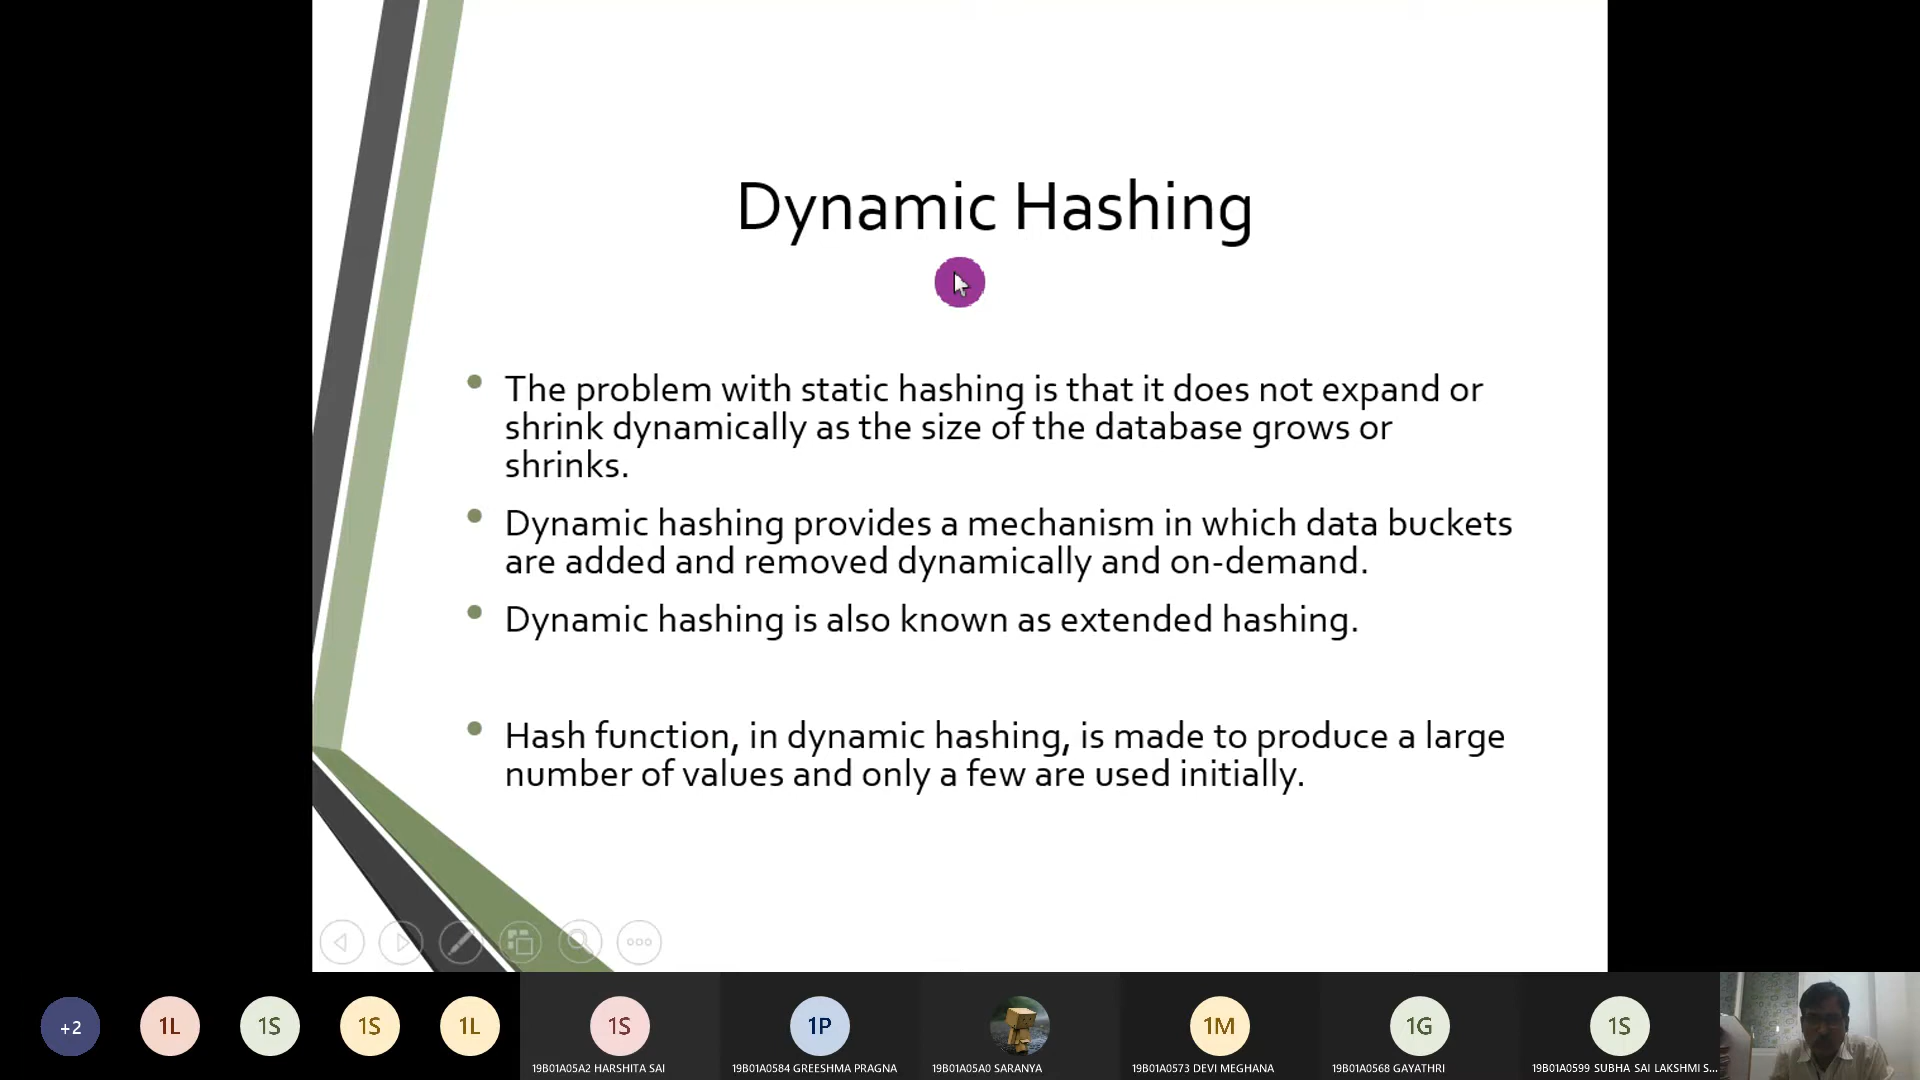 Dynamic Hashing
The problem with static hashing is that it does not expand or
shrink dynamically as the size of the database grows or
shrinks.
Dynamic hashing provides a mechanism in which data buckets
are added and removed dynamically and on-demand.
Dynamic hashing is also known as extended hashing.
Hash function, in dynamic hashing, is made to produce a large
number of values and only a few are used initially.
+2
1L
1S
1S
1L
1S
1P
1M
1G
1S
19B01A05A2 HARSHITA SAI
19B01A0584 GREESHMA PRAGNA
19B01A05A0 SARANYA
19B01A0573 DEVI MEGHANA
19B01A0568 GAYATHRI
19B01A0599 SUBHA SAI LAKSHMI S...